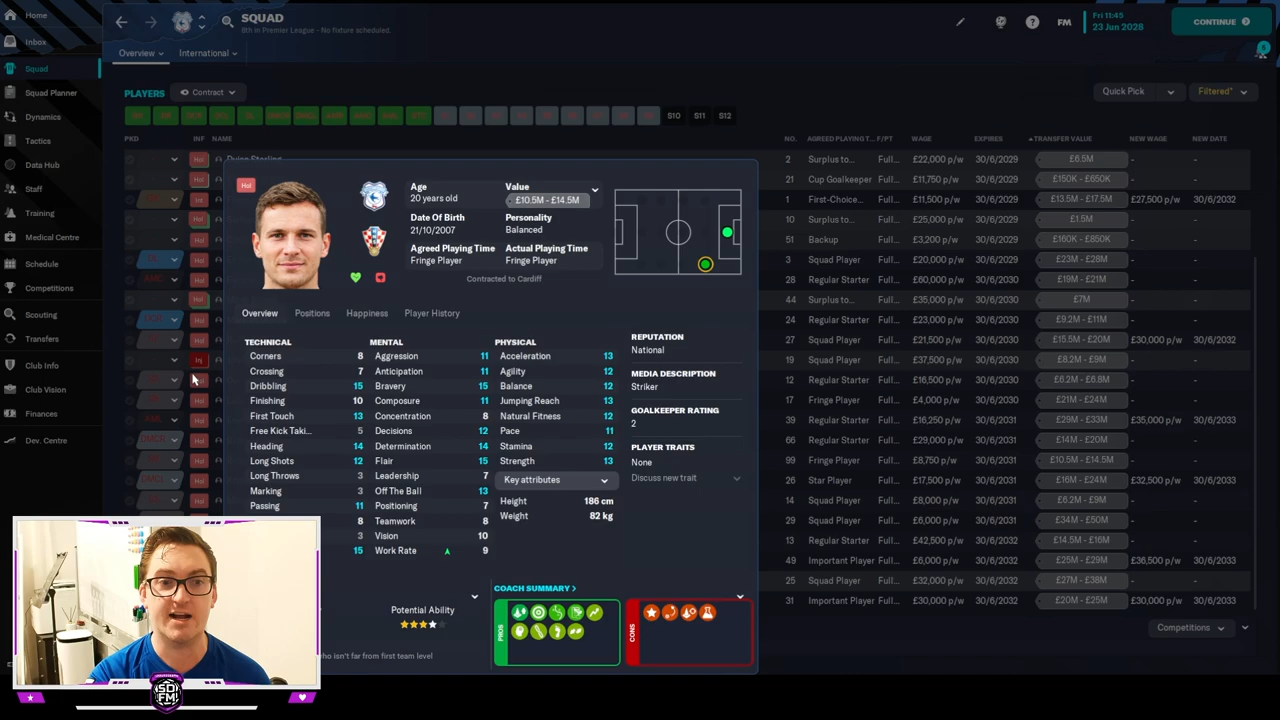 Home
Inbox
Squad
Squad Planner
Dynamics
Tactics
Data Hub
Staff
Training
Medical Centre
Schedule
Competitions
Scouting
Transfers
Club Info
Club Vision
Finances
Dev. Centre
SQUAD
8th in Premier League - No fixture scheduled.
FM
Fri 11:45
23 Jun 2028
CONTINUE
Overview
International
PLAYERS
Contract
Quick Pick
Filtered*
S10 S11 S12
PKD INF NAME NO. AGREED PLAYING T... F/PT WAGE EXPIRES TRANSFER VALUE NEW WAGE NEW DATE
2 Surplus to... Full... £22,000 p/w 30/6/2029 £6.5M - -
21 Cup Goalkeeper Full... £11,750 p/w 30/6/2029 £150K - £650K - -
1 First-Choice... Full... £11,500 p/w 30/6/2029 £13.5M - £17.5M £27,500 p/w 30/6/2032
10 Surplus to... Full... £9,000 p/w 30/6/2029 £1.5M - -
51 Backup Full... £3,200 p/w 30/6/2029 £160K - £850K - -
3 Squad Player Full... £9,000 p/w 30/6/2030 £23M - £28M - -
28 Regular Starter Full... £60,000 p/w 30/6/2030 £19M - £21M - -
44 Surplus to... Full... £35,000 p/w 30/6/2030 £7M - -
24 Regular Starter Full... £23,000 p/w 30/6/2030 £9.2M - £11M - -
27 Squad Player Full... £21,500 p/w 30/6/2030 £15.5M - £20M £30,000 p/w 30/6/2032
19 Squad Player Full... £37,500 p/w 30/6/2030 £8.2M - £9M - -
12 Regular Starter Full... £16,500 p/w 30/6/2030 £6.2M - £6.8M - -
17 Fringe Player Full... £4,000 p/w 30/6/2030 £21M - £24M - -
39 Regular Starter Full... £16,250 p/w 30/6/2030 £29M - £33M £35,000 p/w 30/6/2033
66 Regular Starter Full... £29,000 p/w 30/6/2030 £14M - £20M - -
99 Fringe Player Full... £8,750 p/w 30/6/2030 £10.5M - £14.5M - -
26 Star Player Full... £17,500 p/w 30/6/2030 £16M - £24M £32,500 p/w 30/6/2033
14 Squad Player Full... £8,000 p/w 30/6/2031 £6.2M - £9M - -
29 Squad Player Full... £6,000 p/w 30/6/2031 £34M - £50M - -
13 Regular Starter Full... £42,500 p/w 30/6/2031 £14.5M - £16M - -
49 Important Player Full... £6,000 p/w 30/6/2032 £25M - £29M £36,500 p/w 30/6/2033
25 Squad Player Full... £32,000 p/w 30/6/2032 £27M - £38M - -
31 Important Player Full... £30,000 p/w 30/6/2032 £20M - £25M £30,000 p/w 30/6/2032
Competitions
Hol
Age
20 years old
Value
£10.5M - £14.5M
Date Of Birth
21/10/2007
Personality
Balanced
Agreed Playing Time
Fringe Player
Actual Playing Time
Fringe Player
Contracted to Cardiff
Overview Positions Happiness Player History
TECHNICAL
Corners 8
Crossing 7
Dribbling 15
Finishing 10
First Touch 13
Free Kick Taki... 5
Heading 14
Long Shots 12
Long Throws 3
Marking 3
Passing 11
8
3
15
MENTAL
Aggression 11
Anticipation 11
Bravery 15
Composure 11
Concentration 8
Decisions 12
Determination 14
Flair 15
Leadership 7
Off The Ball 13
Positioning 7
Teamwork 8
Vision 10
Work Rate 9
PHYSICAL
Acceleration 13
Agility 12
Balance 12
Jumping Reach 13
Natural Fitness 12
Pace 11
Stamina 12
Strength 13
Key attributes
Height 186 cm
Weight 82 kg
REPUTATION
National
MEDIA DESCRIPTION
Striker
GOALKEEPER RATING
2
PLAYER TRAITS
None
Discuss new trait
Potential Ability
who isn't far from first team level
COACH SUMMARY >
PROS
CONS
SD
FM